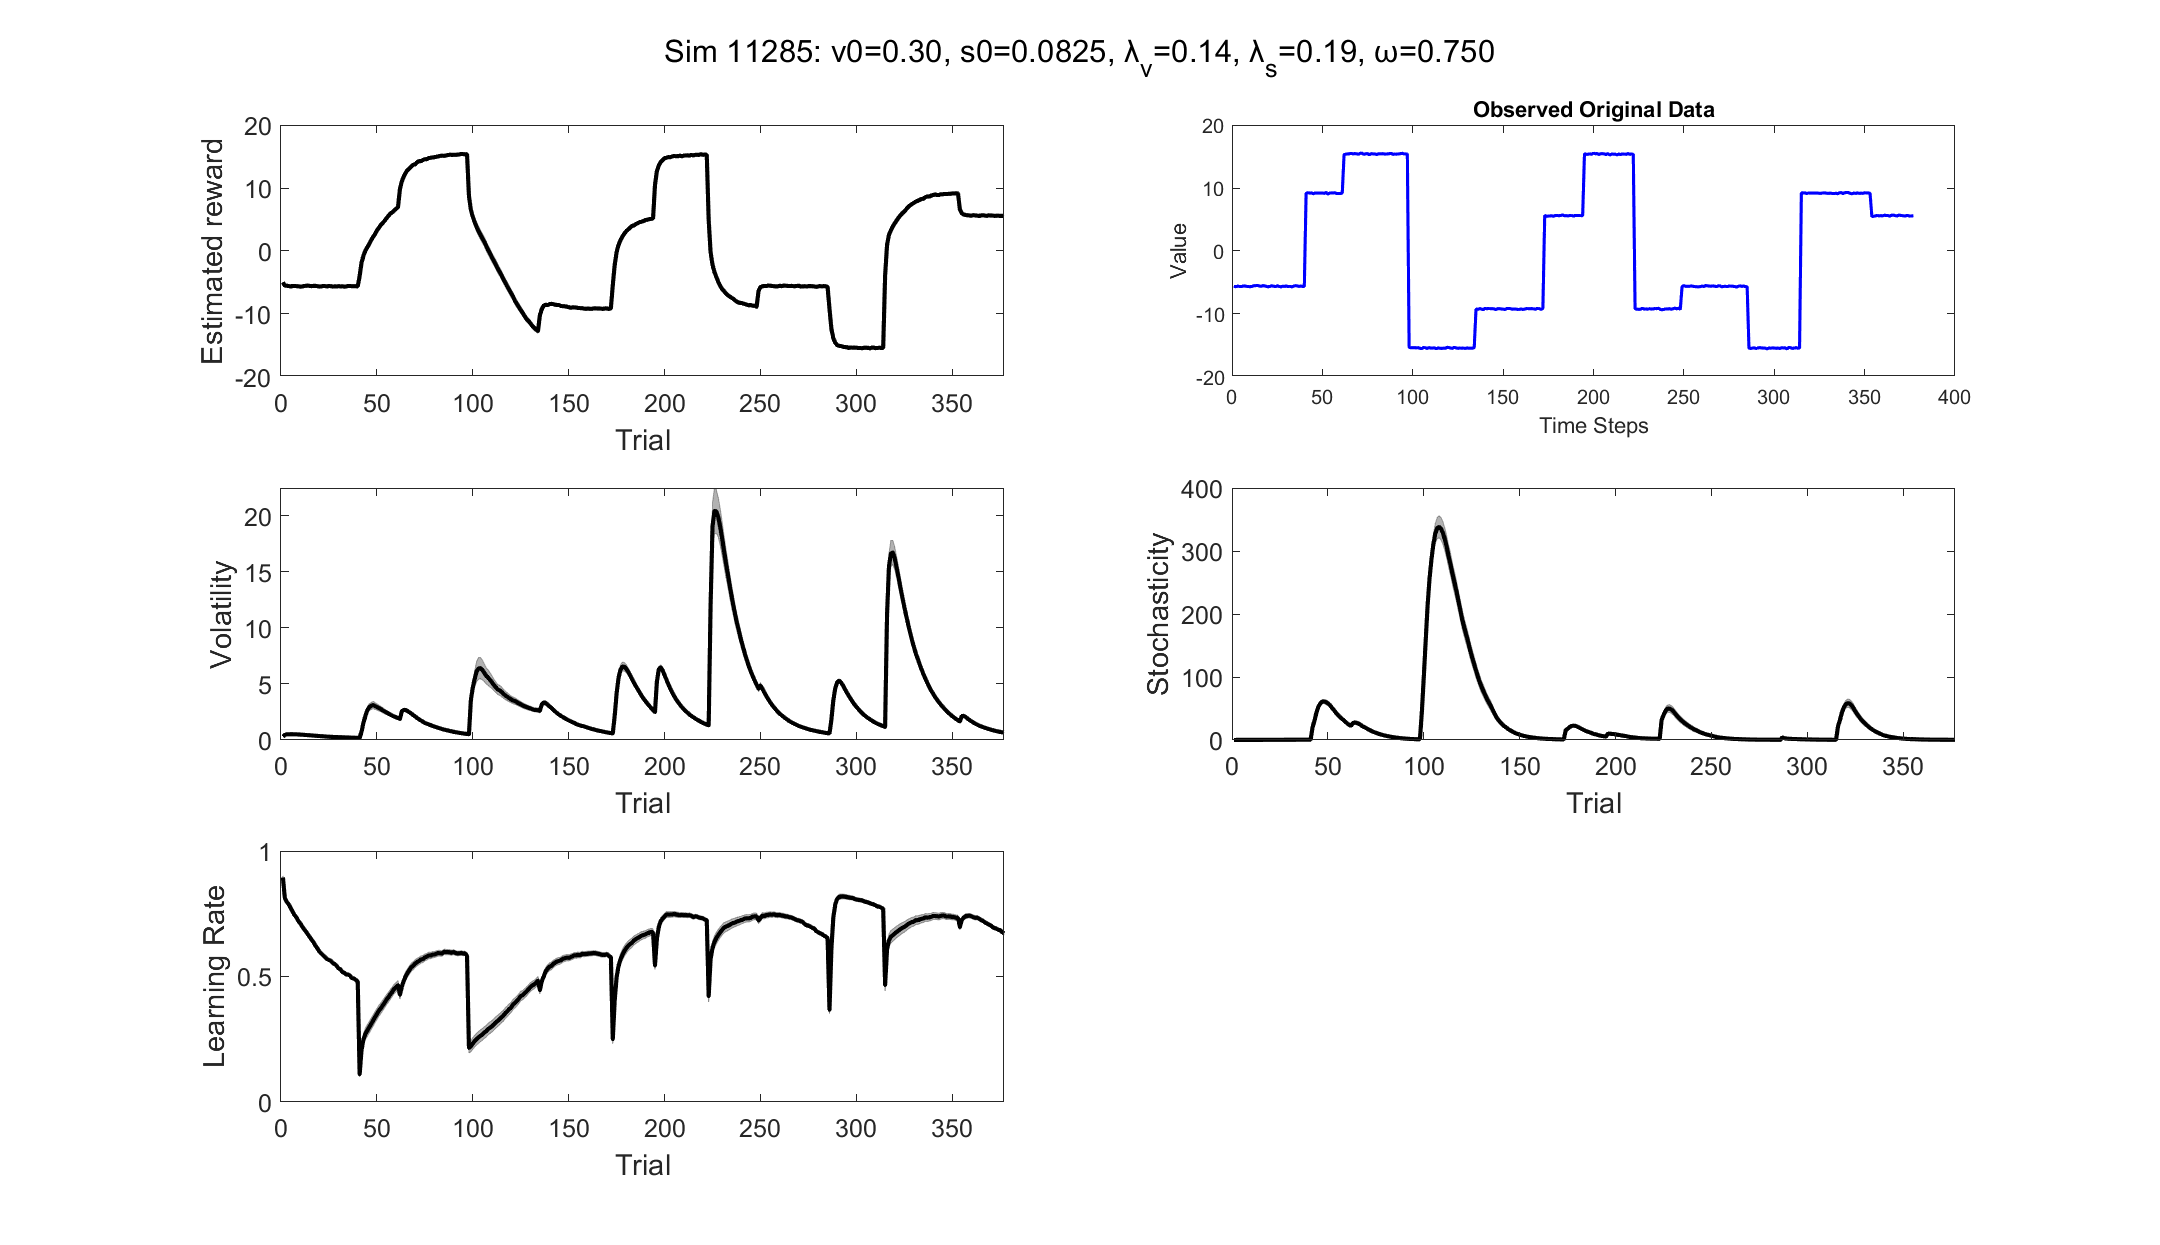 Sim 11285: v0=0.30, s0=0.0825, λ_v=0.14, λ_s=0.19, ω=0.750
20
10
0
-10
-20
Estimated reward
0 50 100 150 200 250 300 350
Trial
Observed Original Data
20
10
0
-10
-20
Value
0 50 100 150 200 250 300 350 400
Time Steps
20
15
10
5
0
Volatility
0 50 100 150 200 250 300 350
Trial
400
300
200
100
0
Stochasticity
0 50 100 150 200 250 300 350
Trial
1
0.5
0
Learning Rate
0 50 100 150 200 250 300 350
Trial